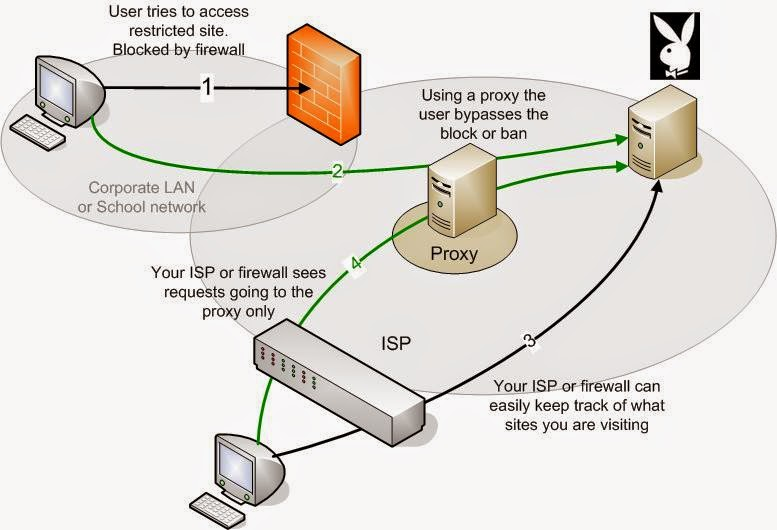 User tries to access
restricted site.
Blocked by firewall
1
Using a proxy the
user bypasses the
block or ban
2
Corporate LAN
or School network
Proxy
4
Your ISP or firewall sees
requests going to the
proxy only
ISP
3
Your ISP or firewall can
easily keep track of what
sites you are visiting